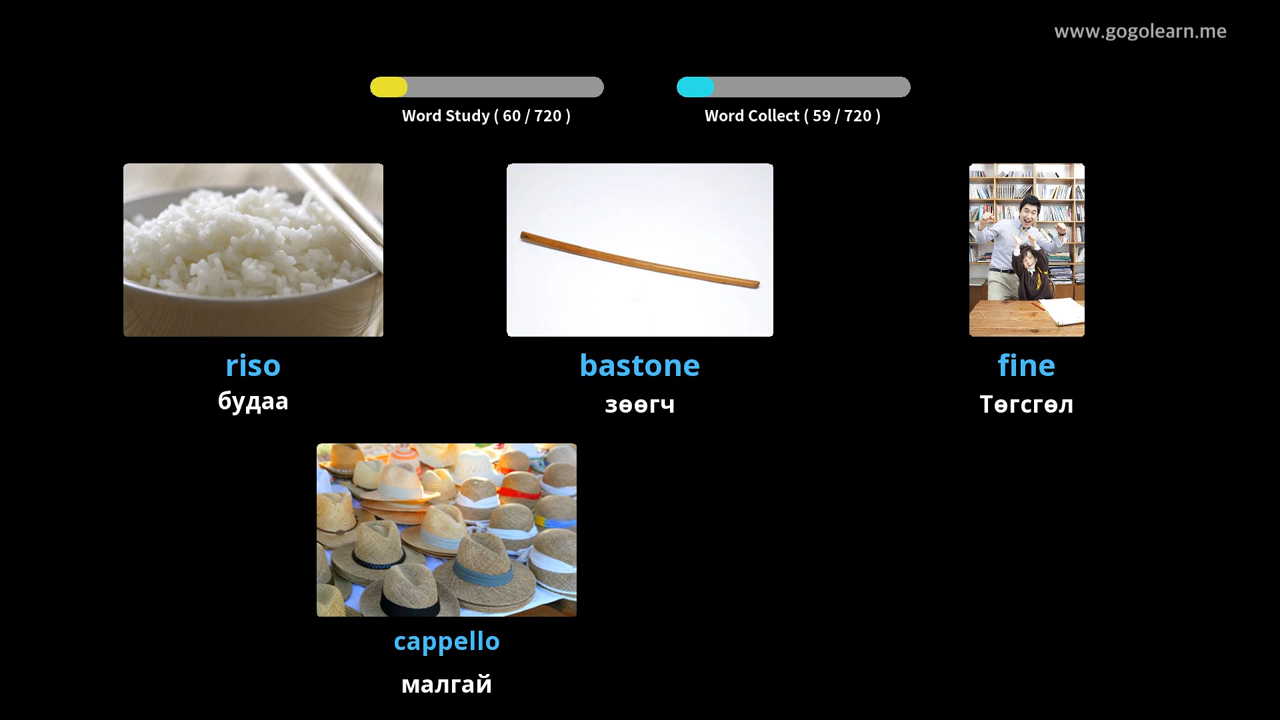 www.gogolearn.me
Word Study ( 60 / 720 )
Word Collect ( 59 / 720 )
riso
будаа
bastone
зөөгч
fine
Төгсгөл
cappello
малгай